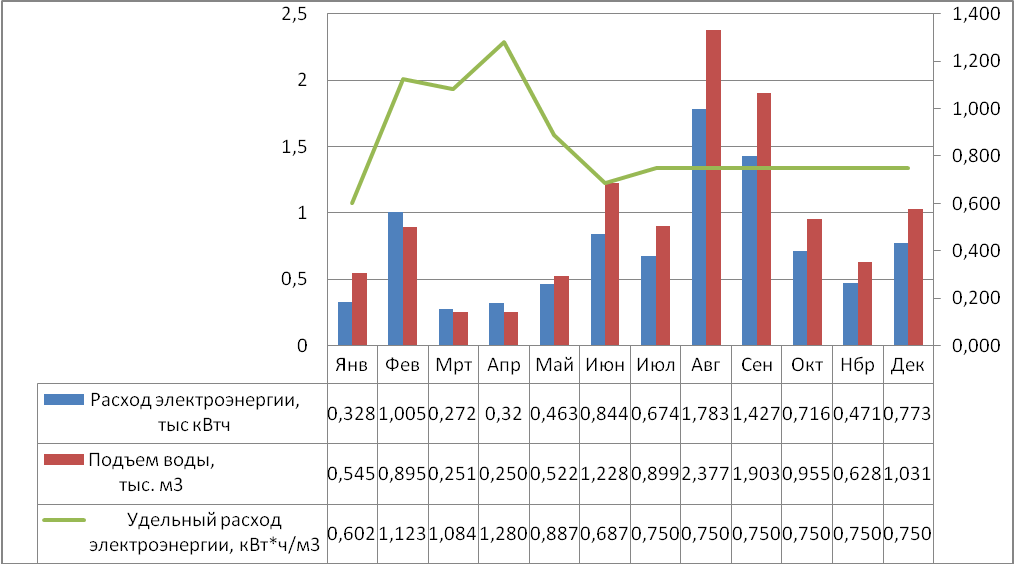 2,5 1,400
1,200
2
1,000
1,5 0,800
1 0,600
0,400
0,5
0,200
0 0,000
Янв Фев Мрт Апр Май Июн Июл Авг Сен Окт Нбр Дек
Расход электроэнергии,
тыс кВтч
0,328 1,005 0,272 0,32 0,463 0,844 0,674 1,783 1,427 0,716 0,471 0,773
Подъем воды,
тыс. м3
0,545 0,895 0,251 0,250 0,522 1,228 0,899 2,377 1,903 0,955 0,628 1,031
Удельный расход
электроэнергии, кВт*ч/м3
0,602 1,123 1,084 1,280 0,887 0,687 0,750 0,750 0,750 0,750 0,750 0,750